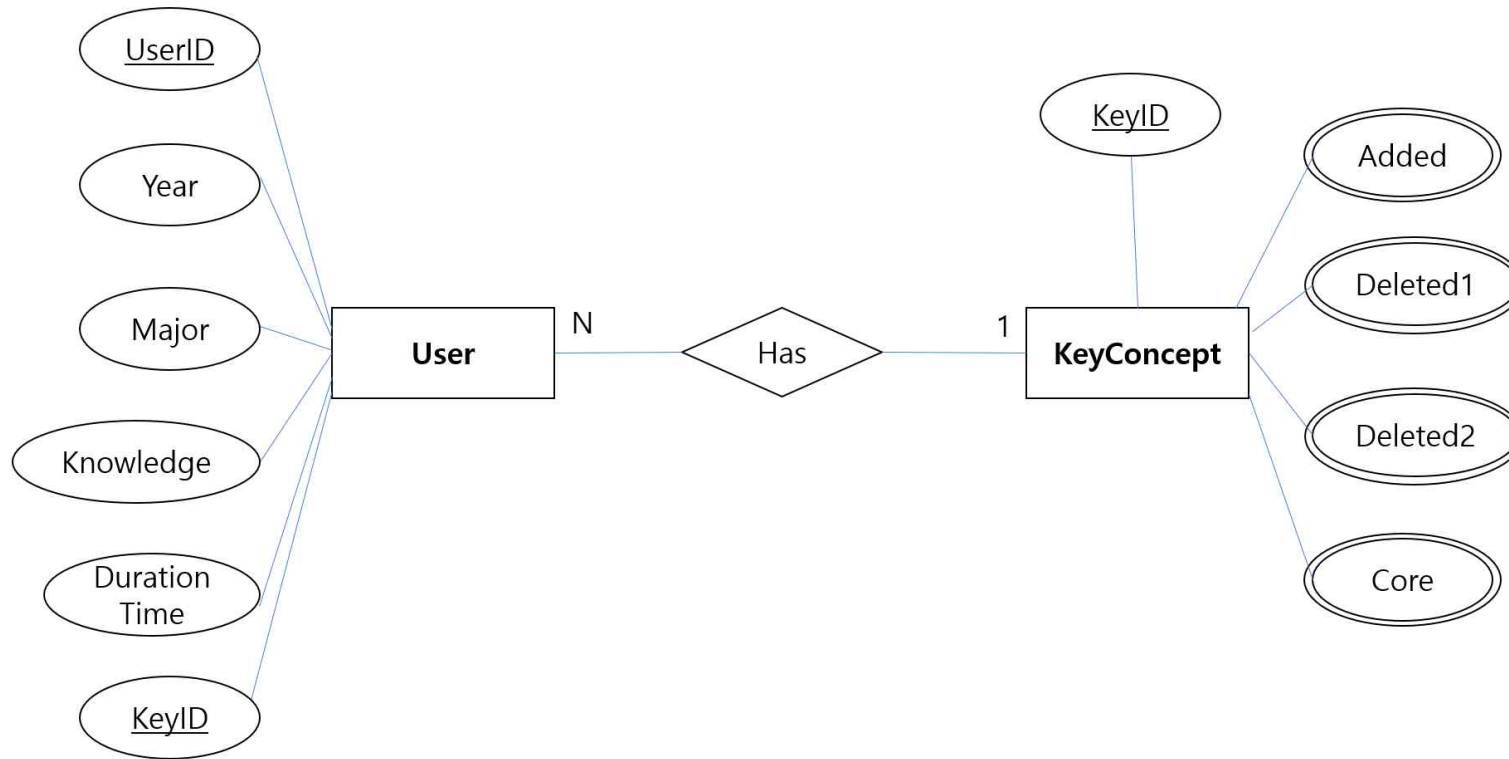 UserID
Year
Major
Knowledge
Duration
Time
KeyID
User
N
Has
1
KeyConcept
KeyID
Added
Deleted1
Deleted2
Core